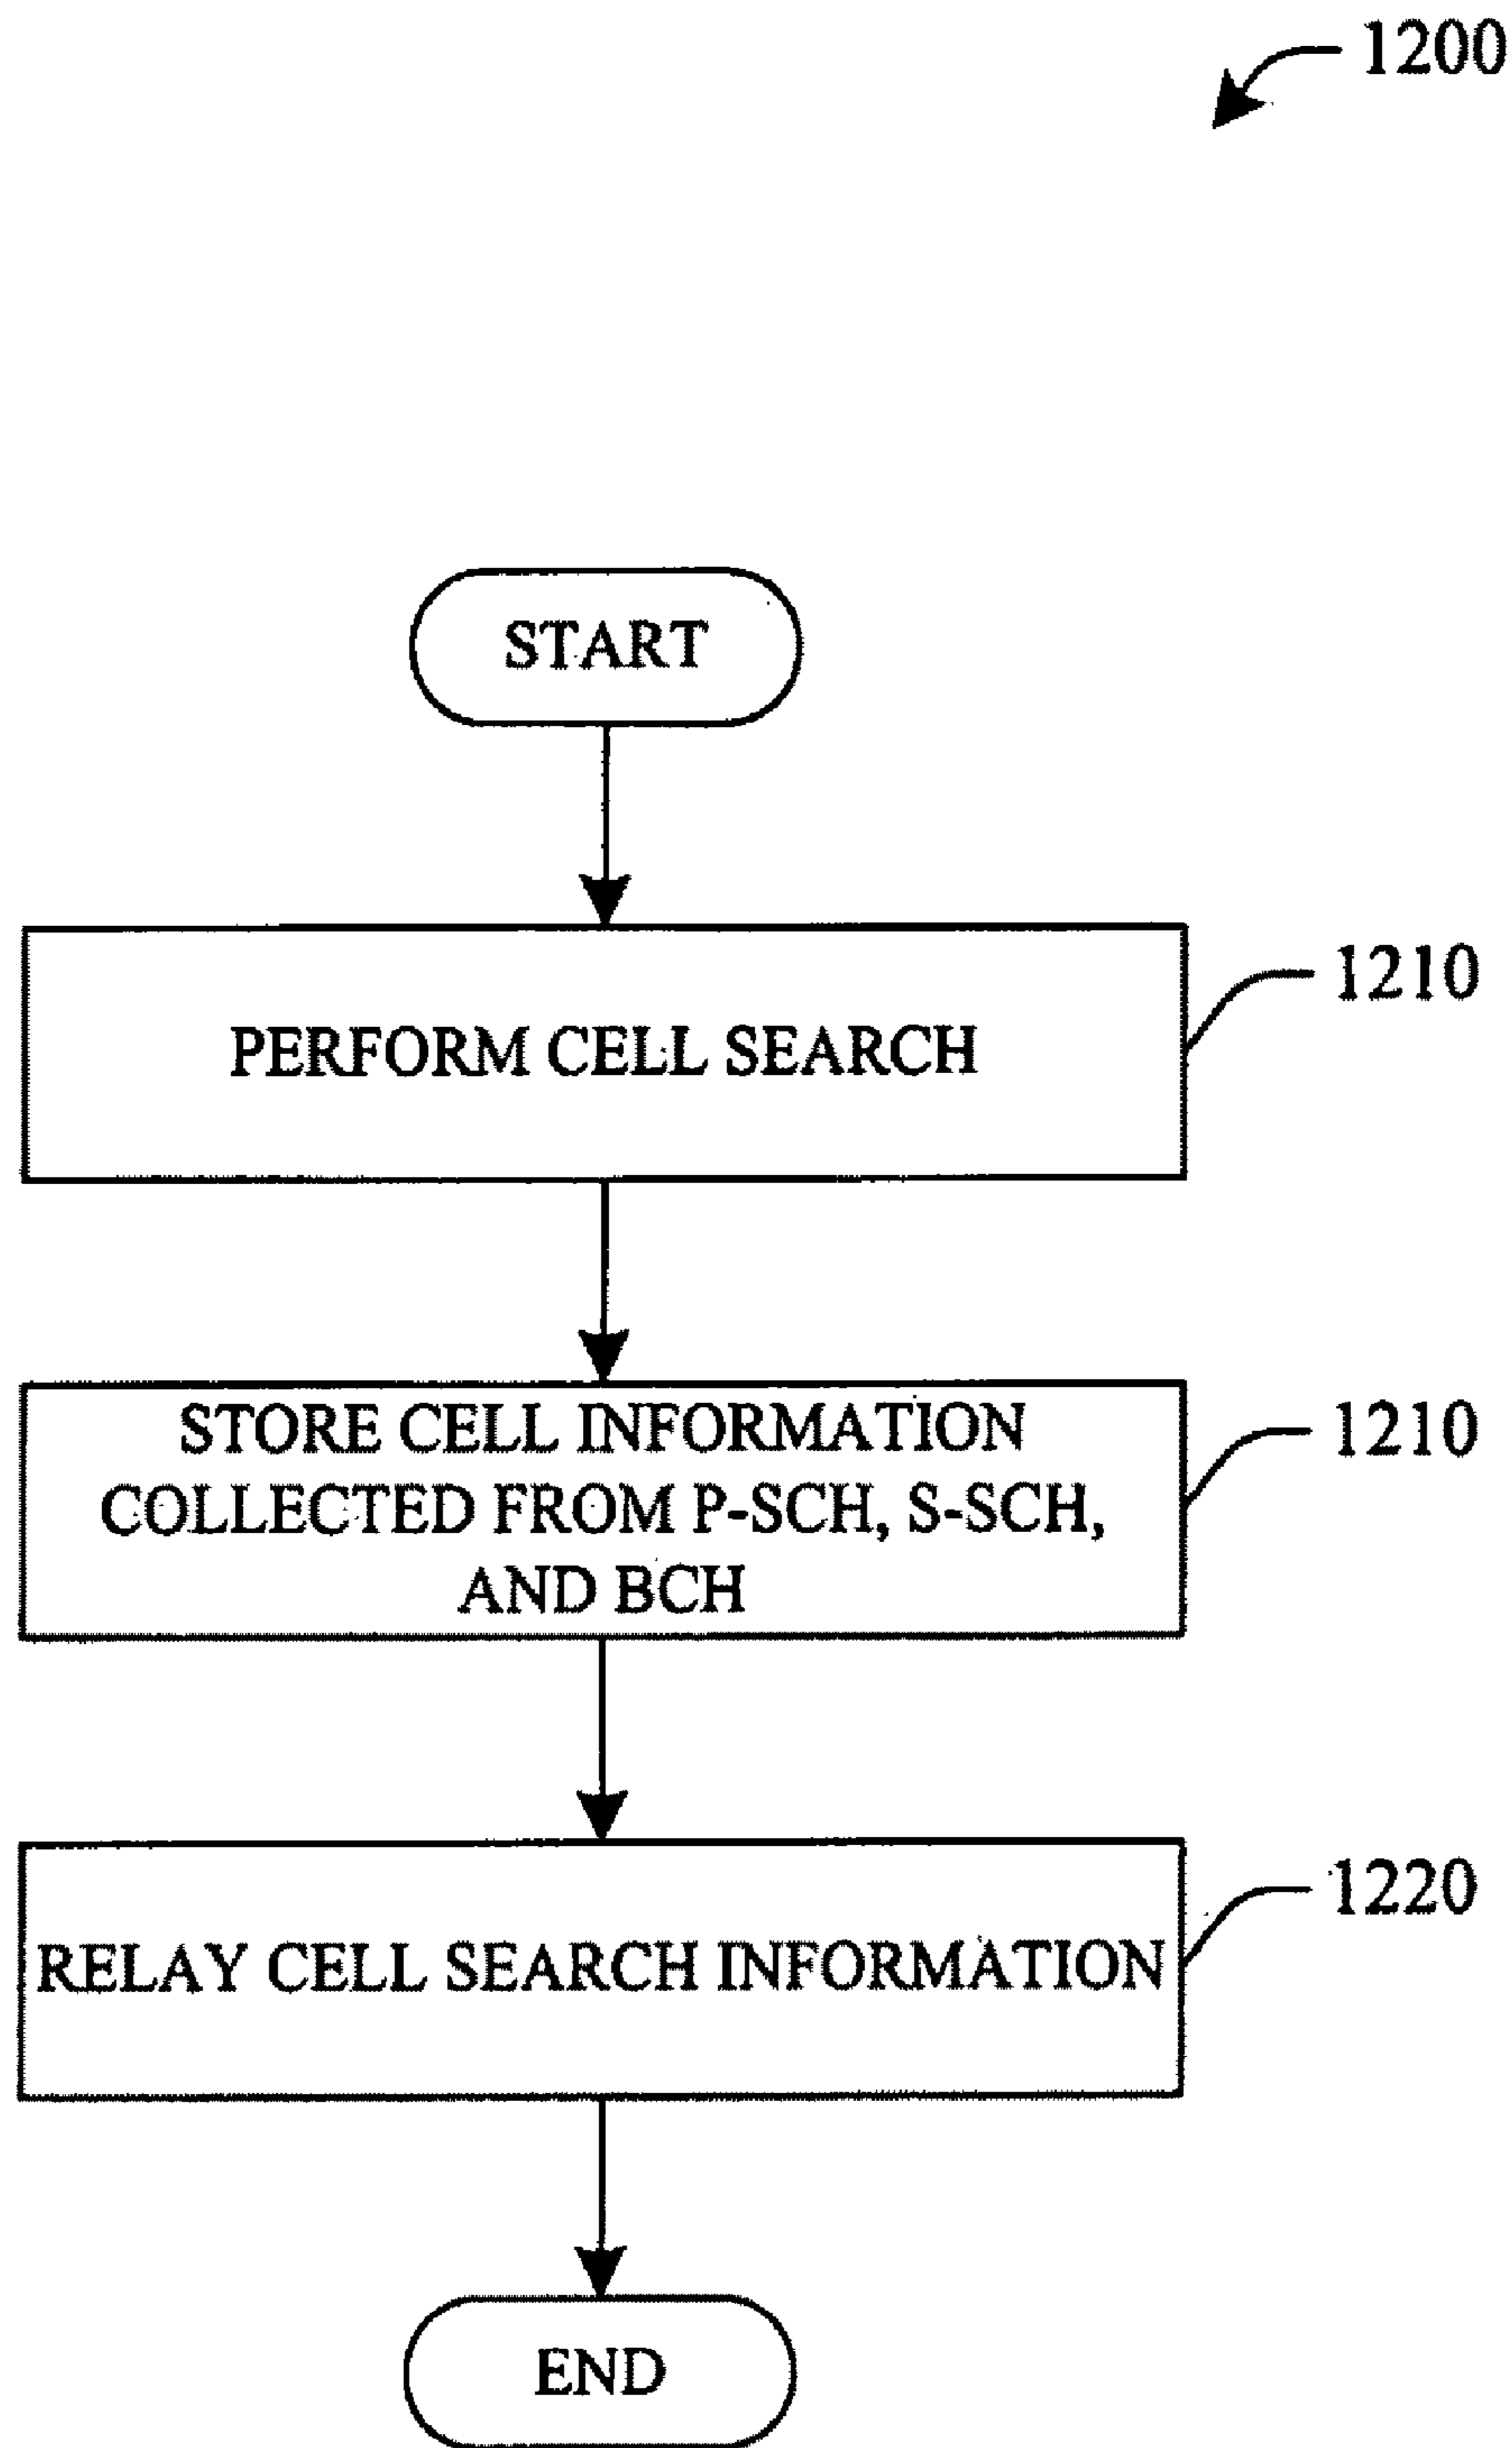 1200
START
PERFORM CELL SEARCH
1210
STORE CELL INFORMATION
COLLECTED FROM P-SCH, S-SCH,
AND BCH
1210
RELAY CELL SEARCH INFORMATION
1220
END